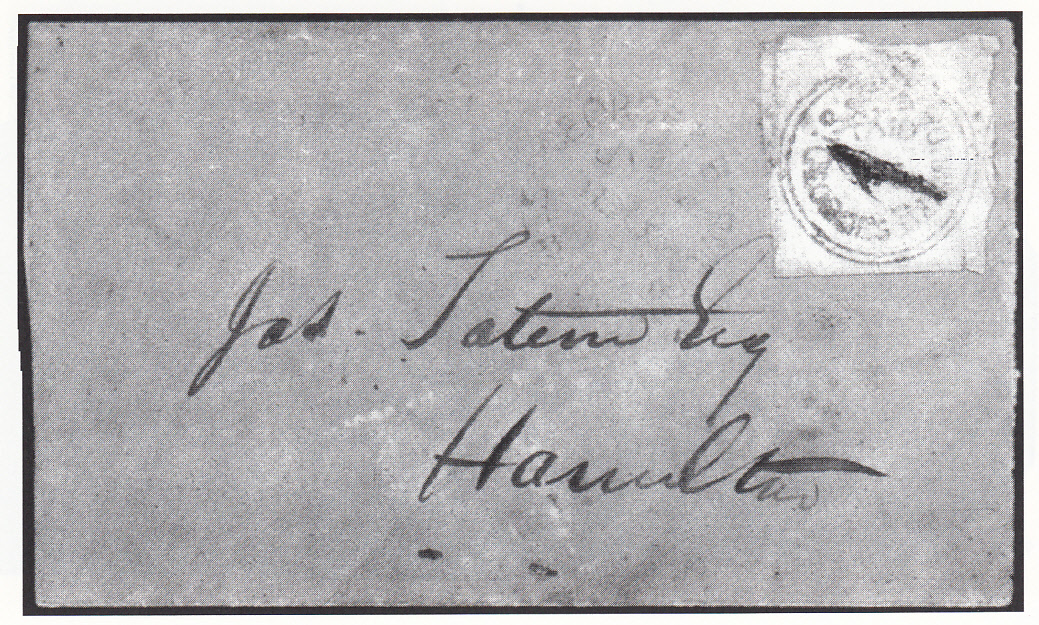 Jas. Tatem Esq
Hamilton